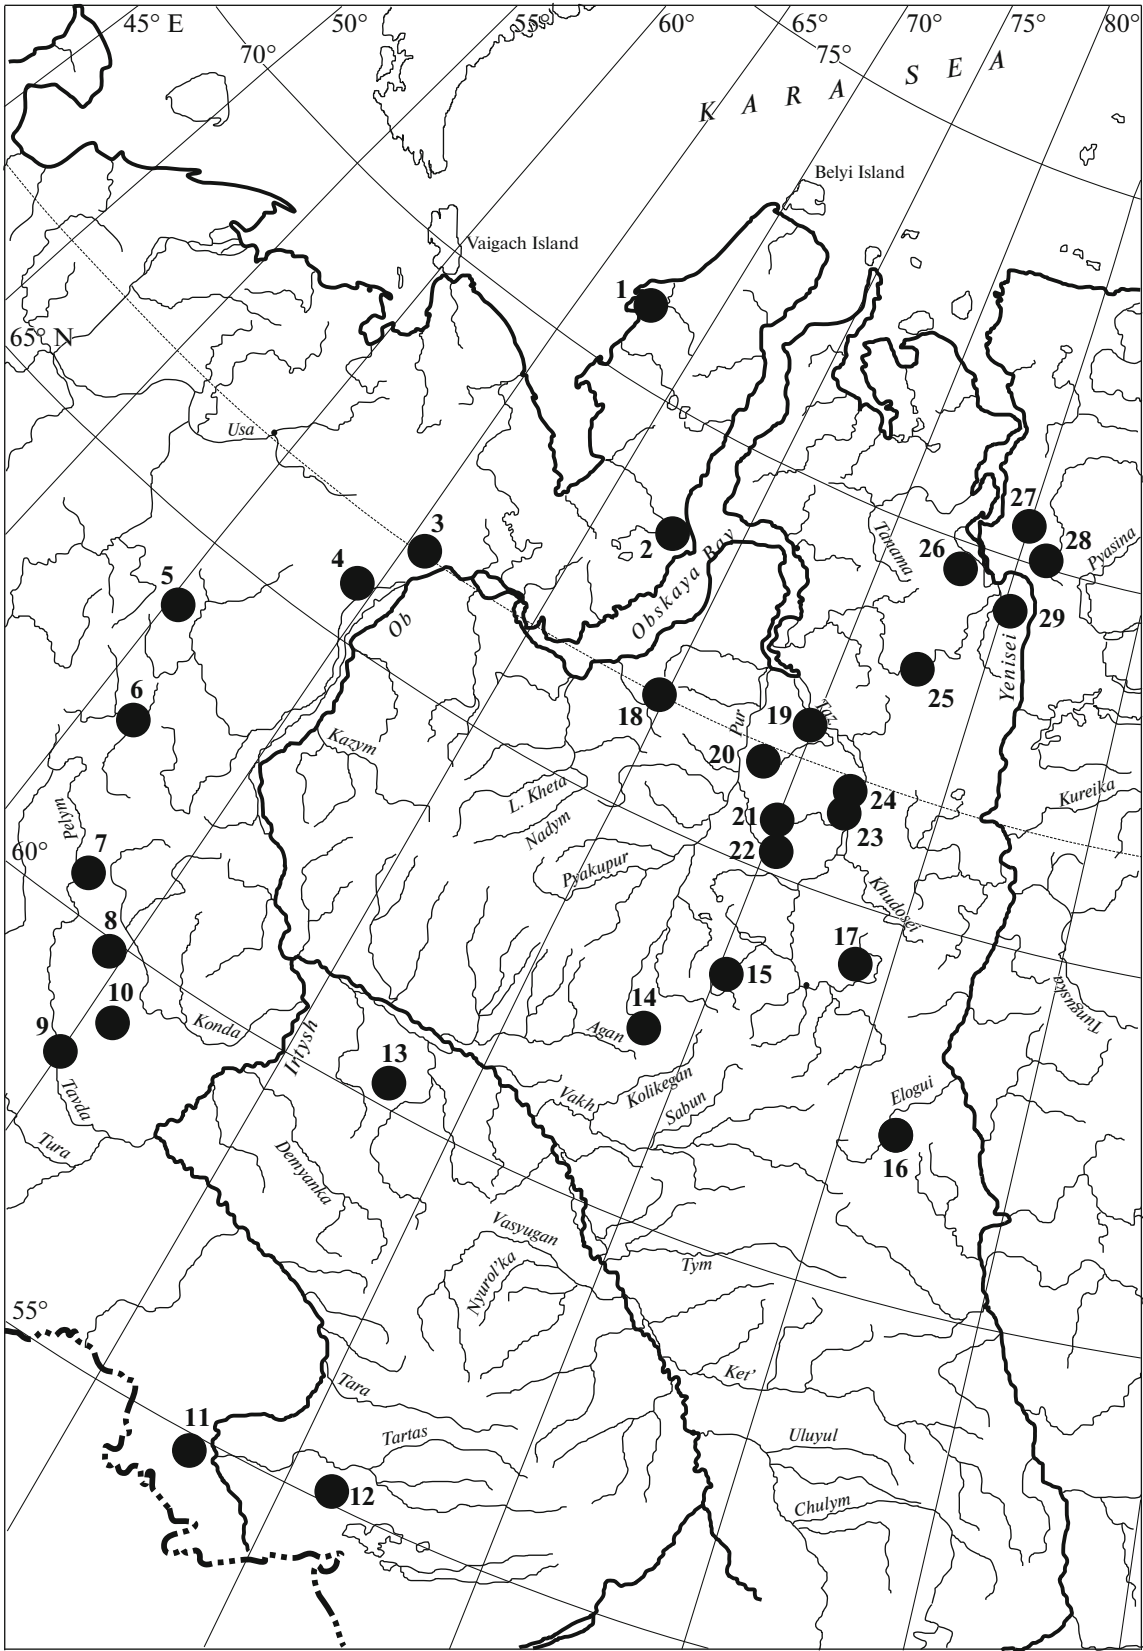 45° E
50°
55°
60°
65°
70°
75°
80°
70°
75°
KARA SEA
Belyi Island
Vaigach Island
1
65° N
Usa
2
3
4
5
Ob
Obskaya Bay
Tanama
26
27
28
Pyasina
29
Yenisei
25
6
18
Pur
19
Taz
20
Kazym
L. Kheta
Nadym
Pyakupur
21
22
24
23
Kureika
Pelym
60°
7
8
10
9
Konda
Irtysh
Khudosei
17
15
14
Agan
Tunguska
13
Vakh
Kolikegan
Sabun
Elogui
16
Tavda
Tura
Demyanka
Vasyugan
Nyurol'ka
Tym
55°
Ket'
Tara
11
Tartas
12
Uluyul
Chulym